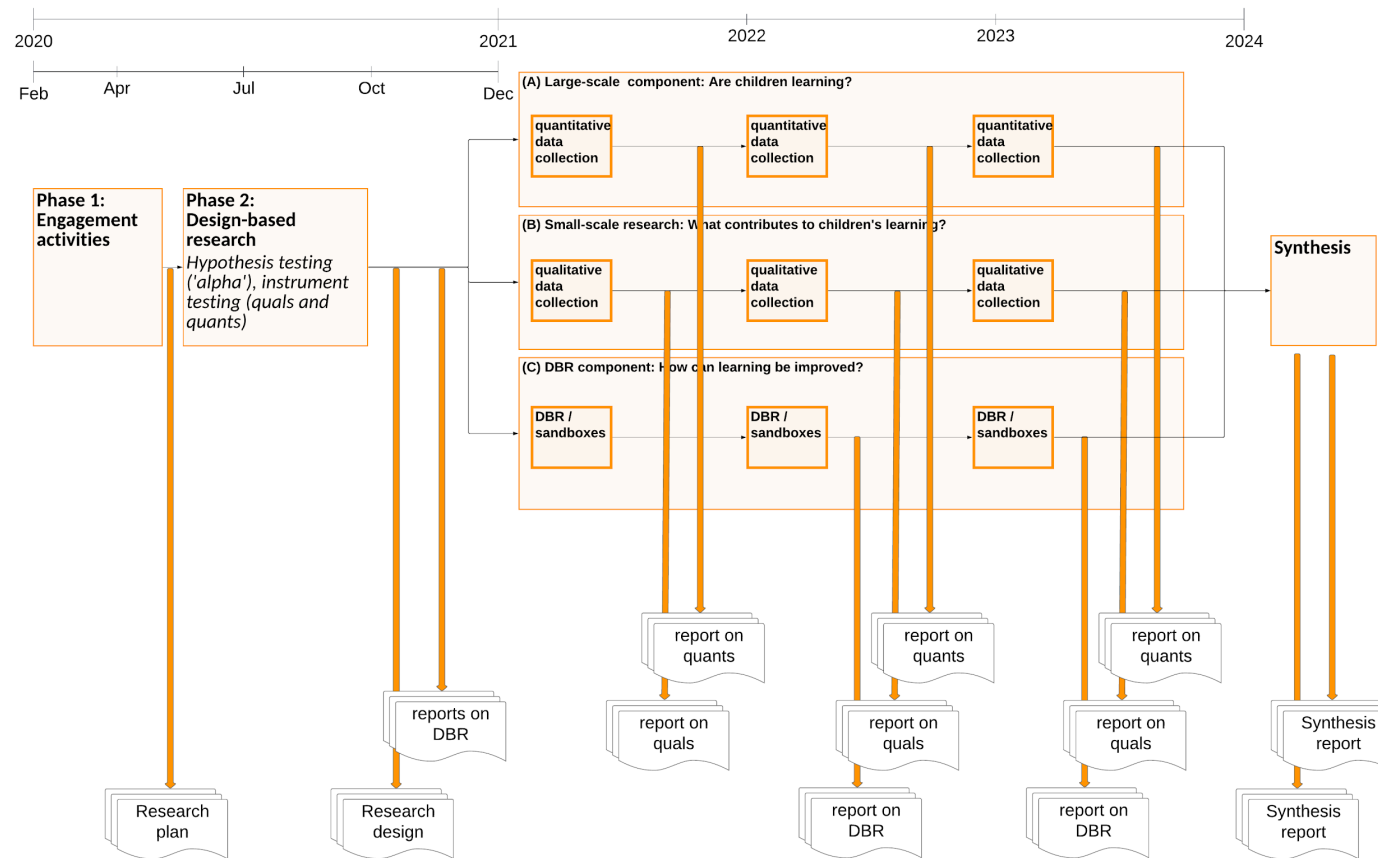 2020
2021
2022
2023
2024
Feb
Apr
Jul
Oct
Dec
(A) Large-scale  component: Are children learning?
quantitative
data
collection
quantitative
data
collection
quantitative
data
collection
Phase 1:
Engagement
activities
Phase 2:
Design-based
research
Hypothesis testing
('alpha'), instrument
testing (quals and
quants)
(B) Small-scale research: What contributes to children's learning?
qualitative
data
collection
qualitative
data
collection
qualitative
data
collection
Synthesis
(C) DBR component: How can learning be improved?
DBR /
sandboxes
DBR /
sandboxes
DBR /
sandboxes
report on
quants
report on
quants
report on
quants
reports on
DBR
report on
quals
report on
quals
report on
quals
Synthesis
report
Research
plan
Research
design
report on
DBR
report on
DBR
Synthesis
report